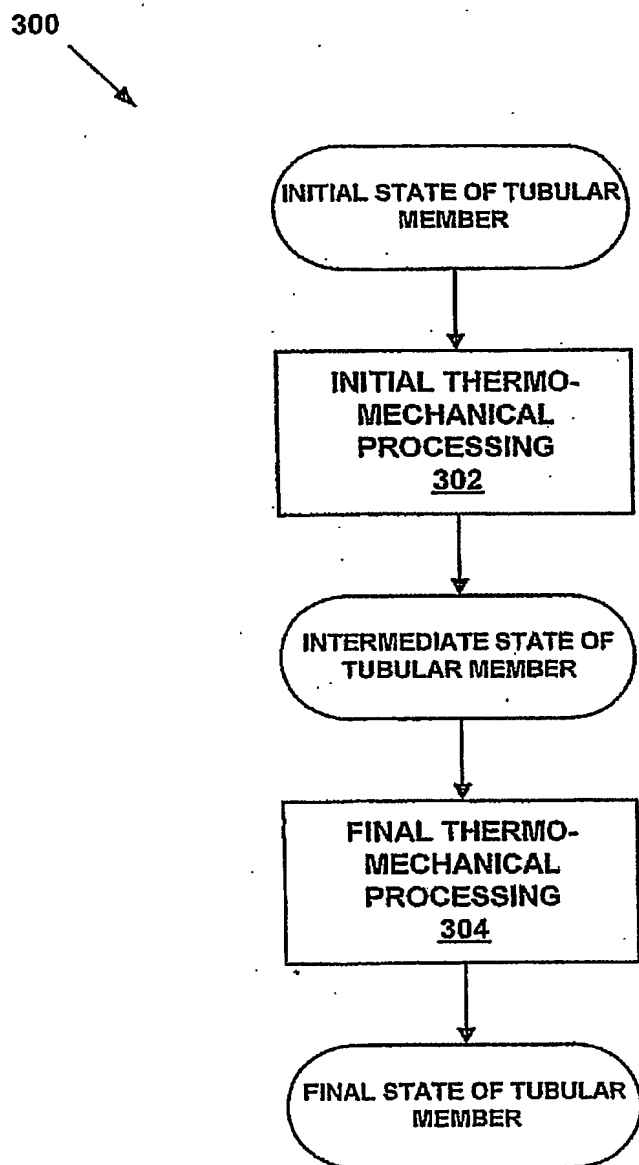 300
INITIAL STATE OF TUBULAR
MEMBER
INITIAL THERMO-
MECHANICAL
PROCESSING
302
INTERMEDIATE STATE OF
TUBULAR MEMBER
FINAL THERMO-
MECHANICAL
PROCESSING
304
FINAL STATE OF TUBULAR
MEMBER